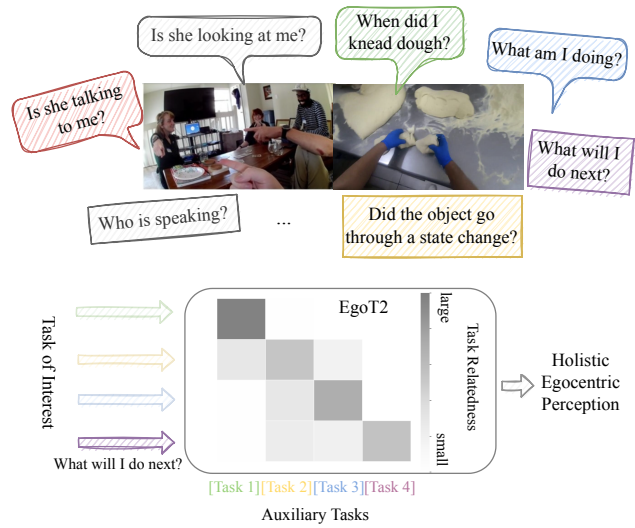 Is she looking at me?
When did I
knead dough?
What am I doing?
Is she talking
to me?
What will I
do next?
Who is speaking?
...
Did the object go
through a state change?
Task of Interest
EgoT2
large
small
Task Relatedness
Holistic
Egocentric
Perception
What will I do next?
[Task 1][Task 2][Task 3][Task 4]
Auxiliary Tasks